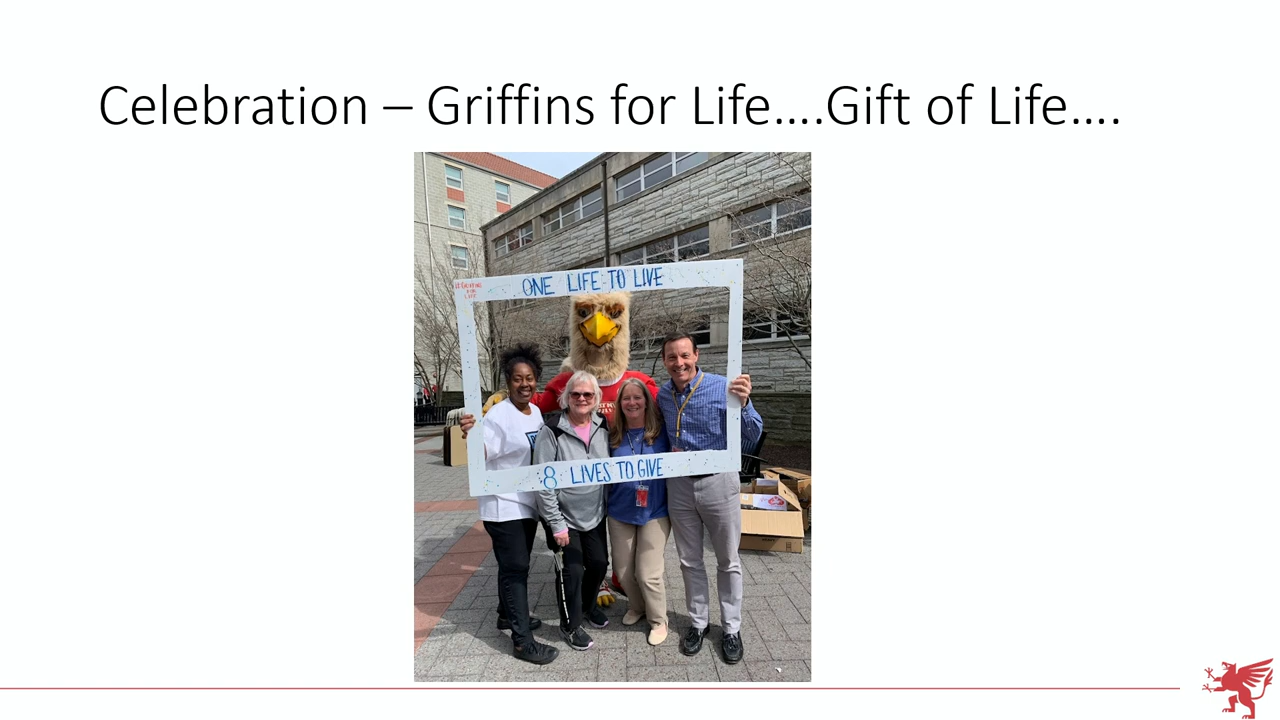 Celebration – Griffins for Life....Gift of Life....
ONE LIFE TO LIVE
8 LIVES TO GIVE